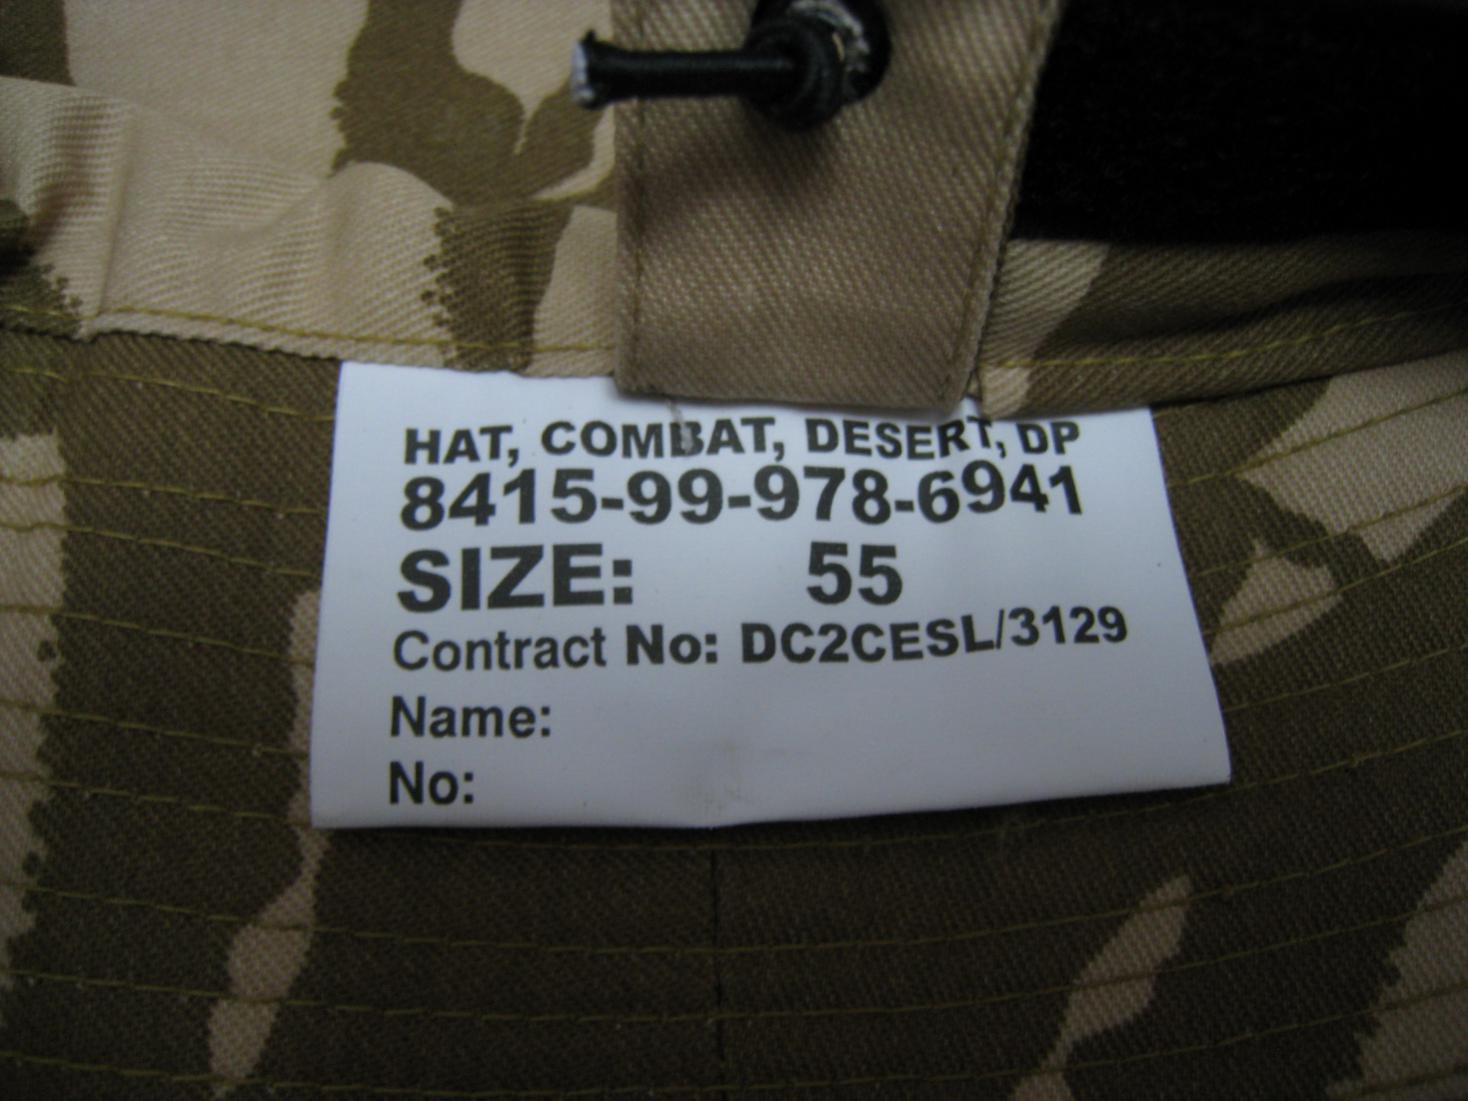 HAT, COMBAT, DESERT, DP
8415-99-978-6941
SIZE: 55
Contract No: DC2CESL/3129
Name:
No: